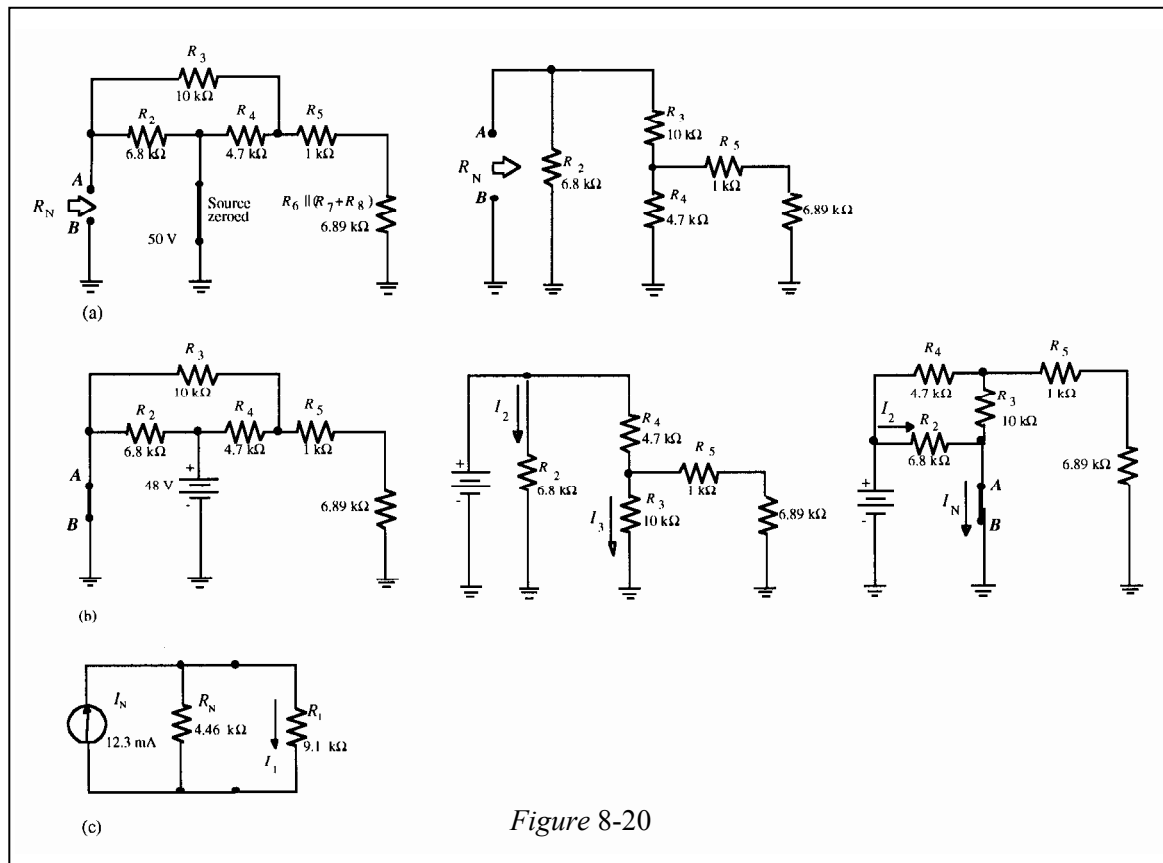 R3
10 kΩ
R2
6.8 kΩ
R4
4.7 kΩ
R5
1 kΩ
A
RN
B
Source
zeroed
50 V
R6 ||(R7+R8)
6.89 kΩ
(a)
A
RN
B
R2
6.8 kΩ
R3
10 kΩ
R5
1 kΩ
R4
4.7 kΩ
6.89 kΩ
R3
10 kΩ
R2
6.8 kΩ
R4
4.7 kΩ
R5
1 kΩ
A
B
+
48 V
-
6.89 kΩ
(b)
I2
+
-
R2
6.8 kΩ
R4
4.7 kΩ
R5
1 kΩ
I3
R3
10 kΩ
6.89 kΩ
R4
4.7 kΩ
R5
1 kΩ
R3
10 kΩ
I2
R2
6.8 kΩ
+
-
A
IN
B
6.89 kΩ
IN
12.3 mA
RN
4.46 kΩ
I1
R1
9.1 kΩ
(c)
Figure 8-20